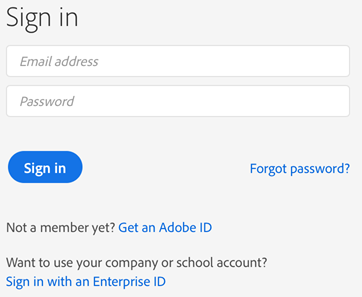 Sign in
Email address
Password
Sign in
Forgot password?
Not a member yet? Get an Adobe ID
Want to use your company or school account?
Sign in with an Enterprise ID